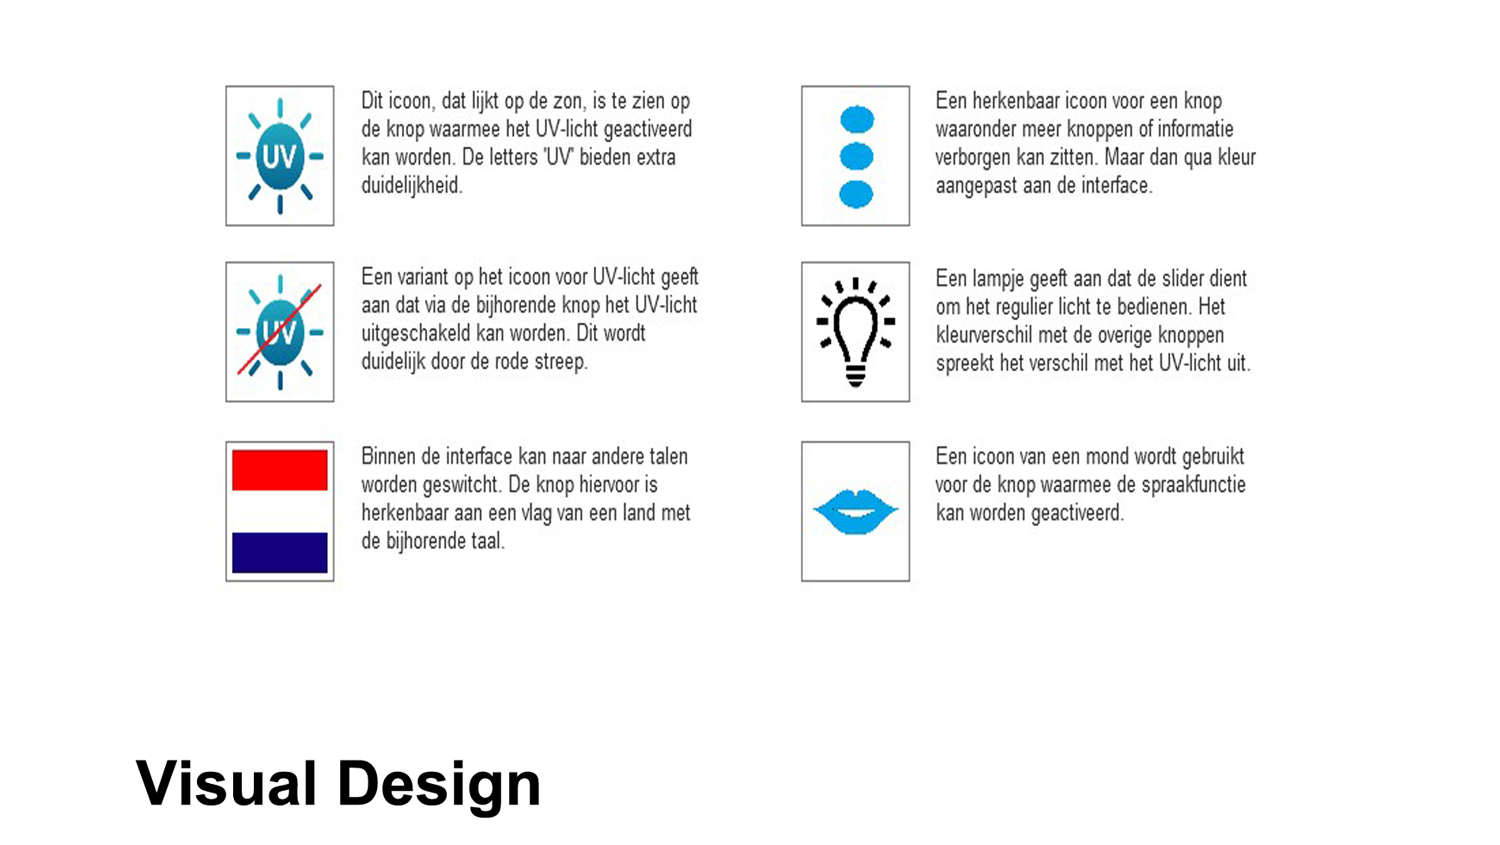 UV
Dit icoon, dat lijkt op de zon, is te zien op
de knop waarmee het UV-licht geactiveerd
kan worden. De letters 'UV' bieden extra
duidelijkheid.
UV
Een variant op het icoon voor UV-licht geeft
aan dat via de bijhorende knop het UV-licht
uitgeschakeld kan worden. Dit wordt
duidelijk door de rode streep.
Binnen de interface kan naar andere talen
worden geswitcht. De knop hiervoor is
herkenbaar aan een vlag van een land met
de bijhorende taal.
Een herkenbaar icoon voor een knop
waaronder meer knoppen of informatie
verborgen kan zitten. Maar dan qua kleur
aangepast aan de interface.
Een lampje geeft aan dat de slider dient
om het regulier licht te bedienen. Het
kleurverschil met de overige knoppen
spreekt het verschil met het UV-licht uit.
Een icoon van een mond wordt gebruikt
voor de knop waarmee de spraakfunctie
kan worden geactiveerd.
Visual Design